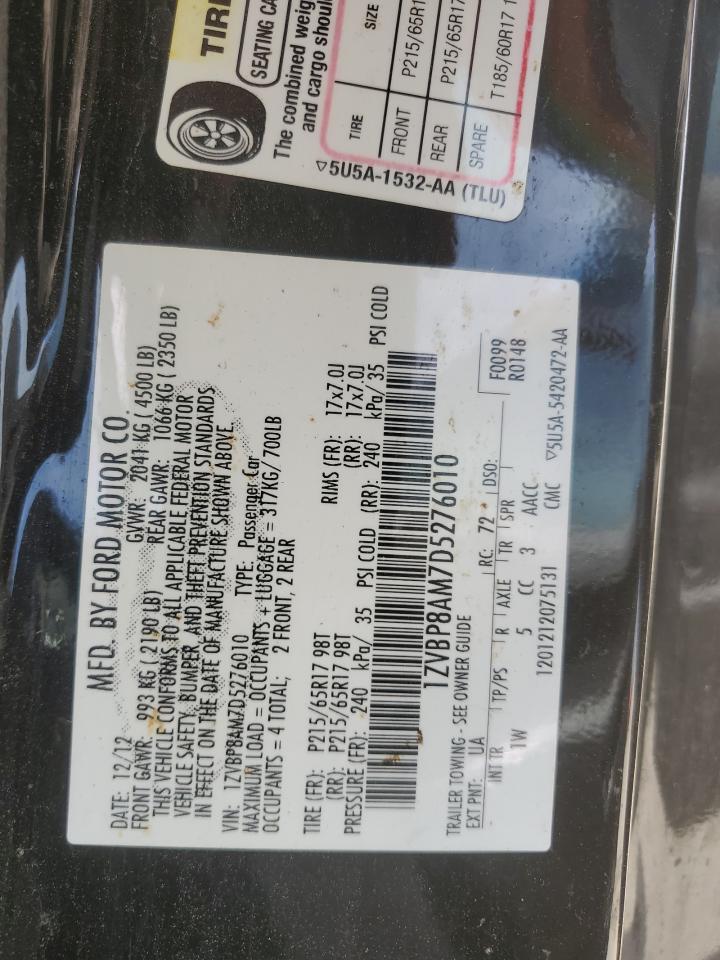 MFD. BY FORD MOTOR CO.
DATE: 12/12 GVWR: 2041 KG ( 4500 LB)
FRONT GAWR: 993 KG ( 2190 LB) REAR GAWR: 1066 KG ( 2350 LB)
THIS VEHICLE CONFORMS TO ALL APPLICABLE FEDERAL MOTOR
VEHICLE SAFETY, BUMPER, AND THEFT PREVENTION STANDARDS
IN EFFECT ON THE DATE OF MANUFACTURE SHOWN ABOVE.
VIN: 1ZVBP8AM7D5276010 TYPE: Passenger Car
MAXIMUM LOAD = OCCUPANTS + LUGGAGE = 317KG/ 700LB
OCCUPANTS = 4 TOTAL; 2 FRONT, 2 REAR
TIRE (FR): P215/65R17 98T RIMS (FR): 17x7.0J
(RR): P215/65R17 98T (RR): 17x7.0J
PRESSURE (FR): 240 kPa/ 35 PSI COLD (RR): 240 kPa/ 35 PSI COLD
1ZVBP8AM7D5276010
TRAILER TOWING - SEE OWNER GUIDE
EXT PNT: UA RC: 72 DSO: F0099
INT TR TP/PS R AXLE TR SPR R0148
1W 5 CC 3 AACC
1201212075131 CMC ▽5U5A-5420472-AA
TIRE
SEATING CA
The combined weig
and cargo shoul
TIRE SIZE
FRONT P215/65R1
REAR P215/65R17
SPARE T185/60R17 1
▽5U5A-1532-AA (TLU)